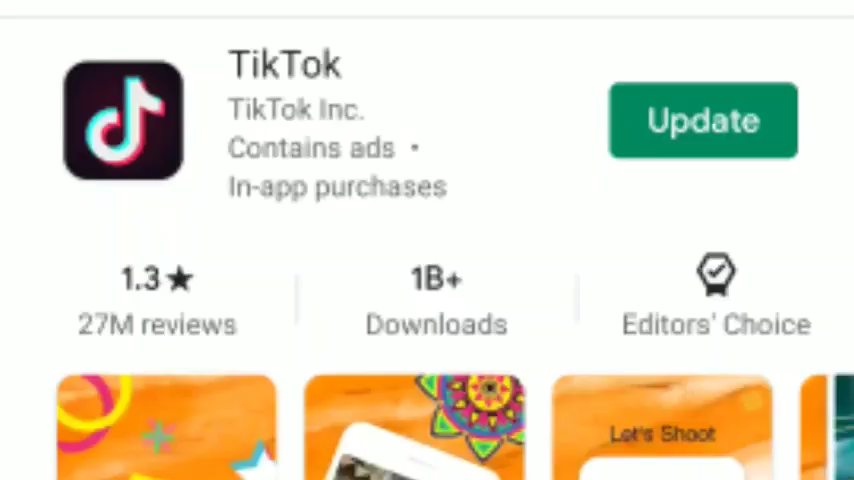 TikTok
TikTok Inc.
Contains ads •
In-app purchases
Update
1.3★
27M reviews
1B+
Downloads
Editors' Choice
Let's Shoot